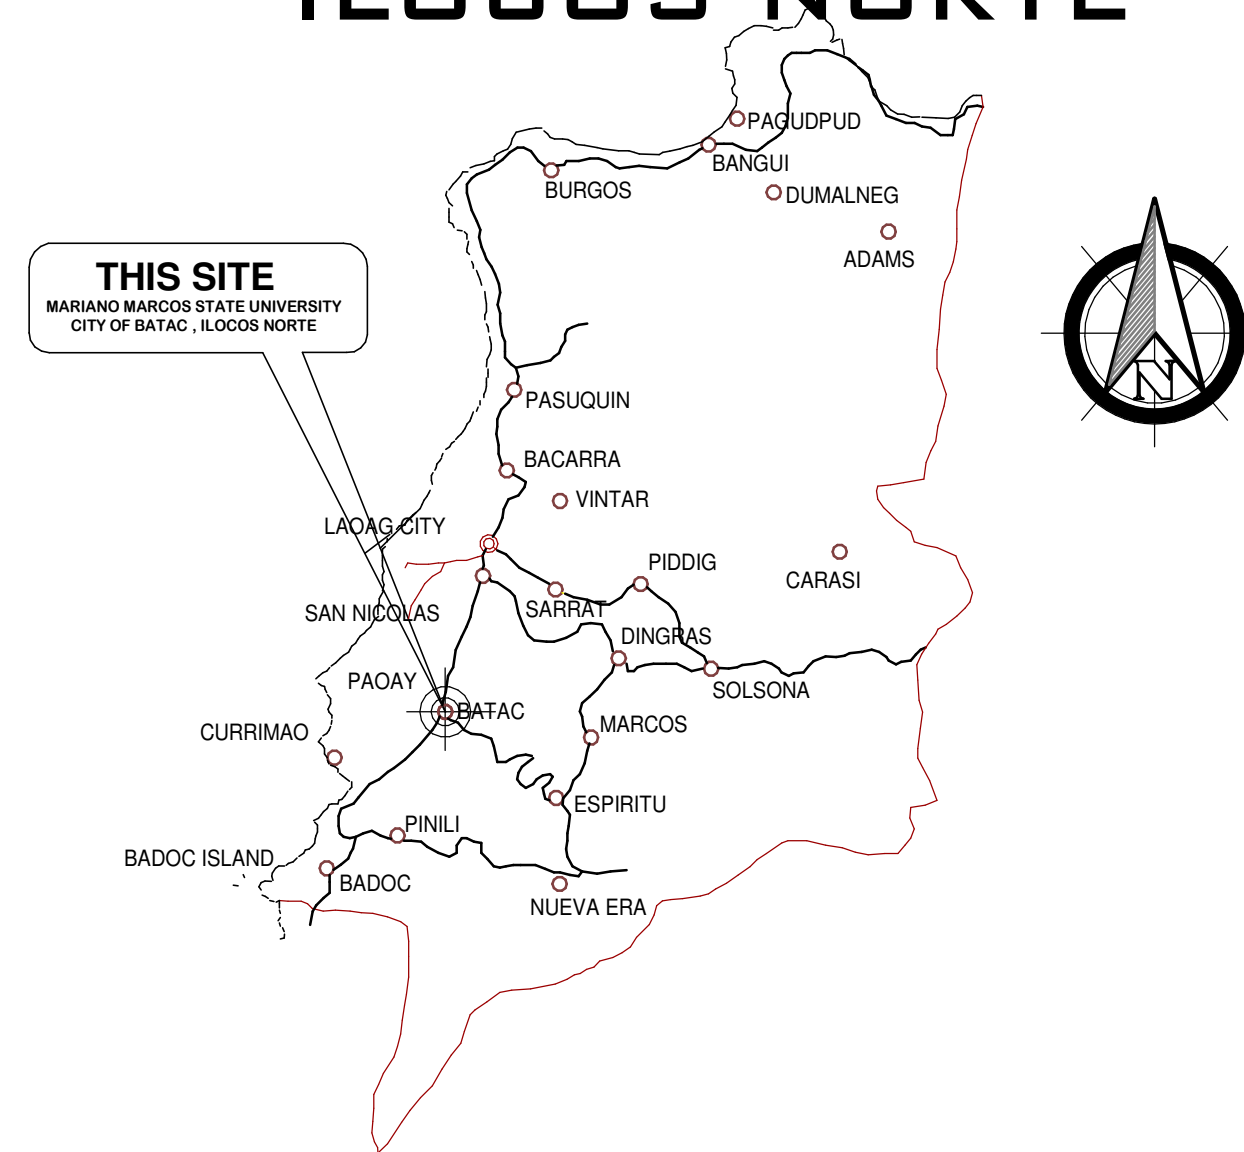 ILOCOS NORTE
PAGUDPUD
BANGUI
BURGOS
DUMALNEG
ADAMS
THIS SITE
MARIANO MARCOS STATE UNIVERSITY
CITY OF BATAC , ILOCOS NORTE
N
PASUQUIN
BACARRA
VINTAR
LAOAG CITY
PIDDIG
CARASI
SARRAT
SAN NICOLAS
DINGRAS
PAOAY
SOLSONA
BATAC
MARCOS
CURRIMAO
ESPIRITU
PINILI
BADOC ISLAND
BADOC
NUEVA ERA